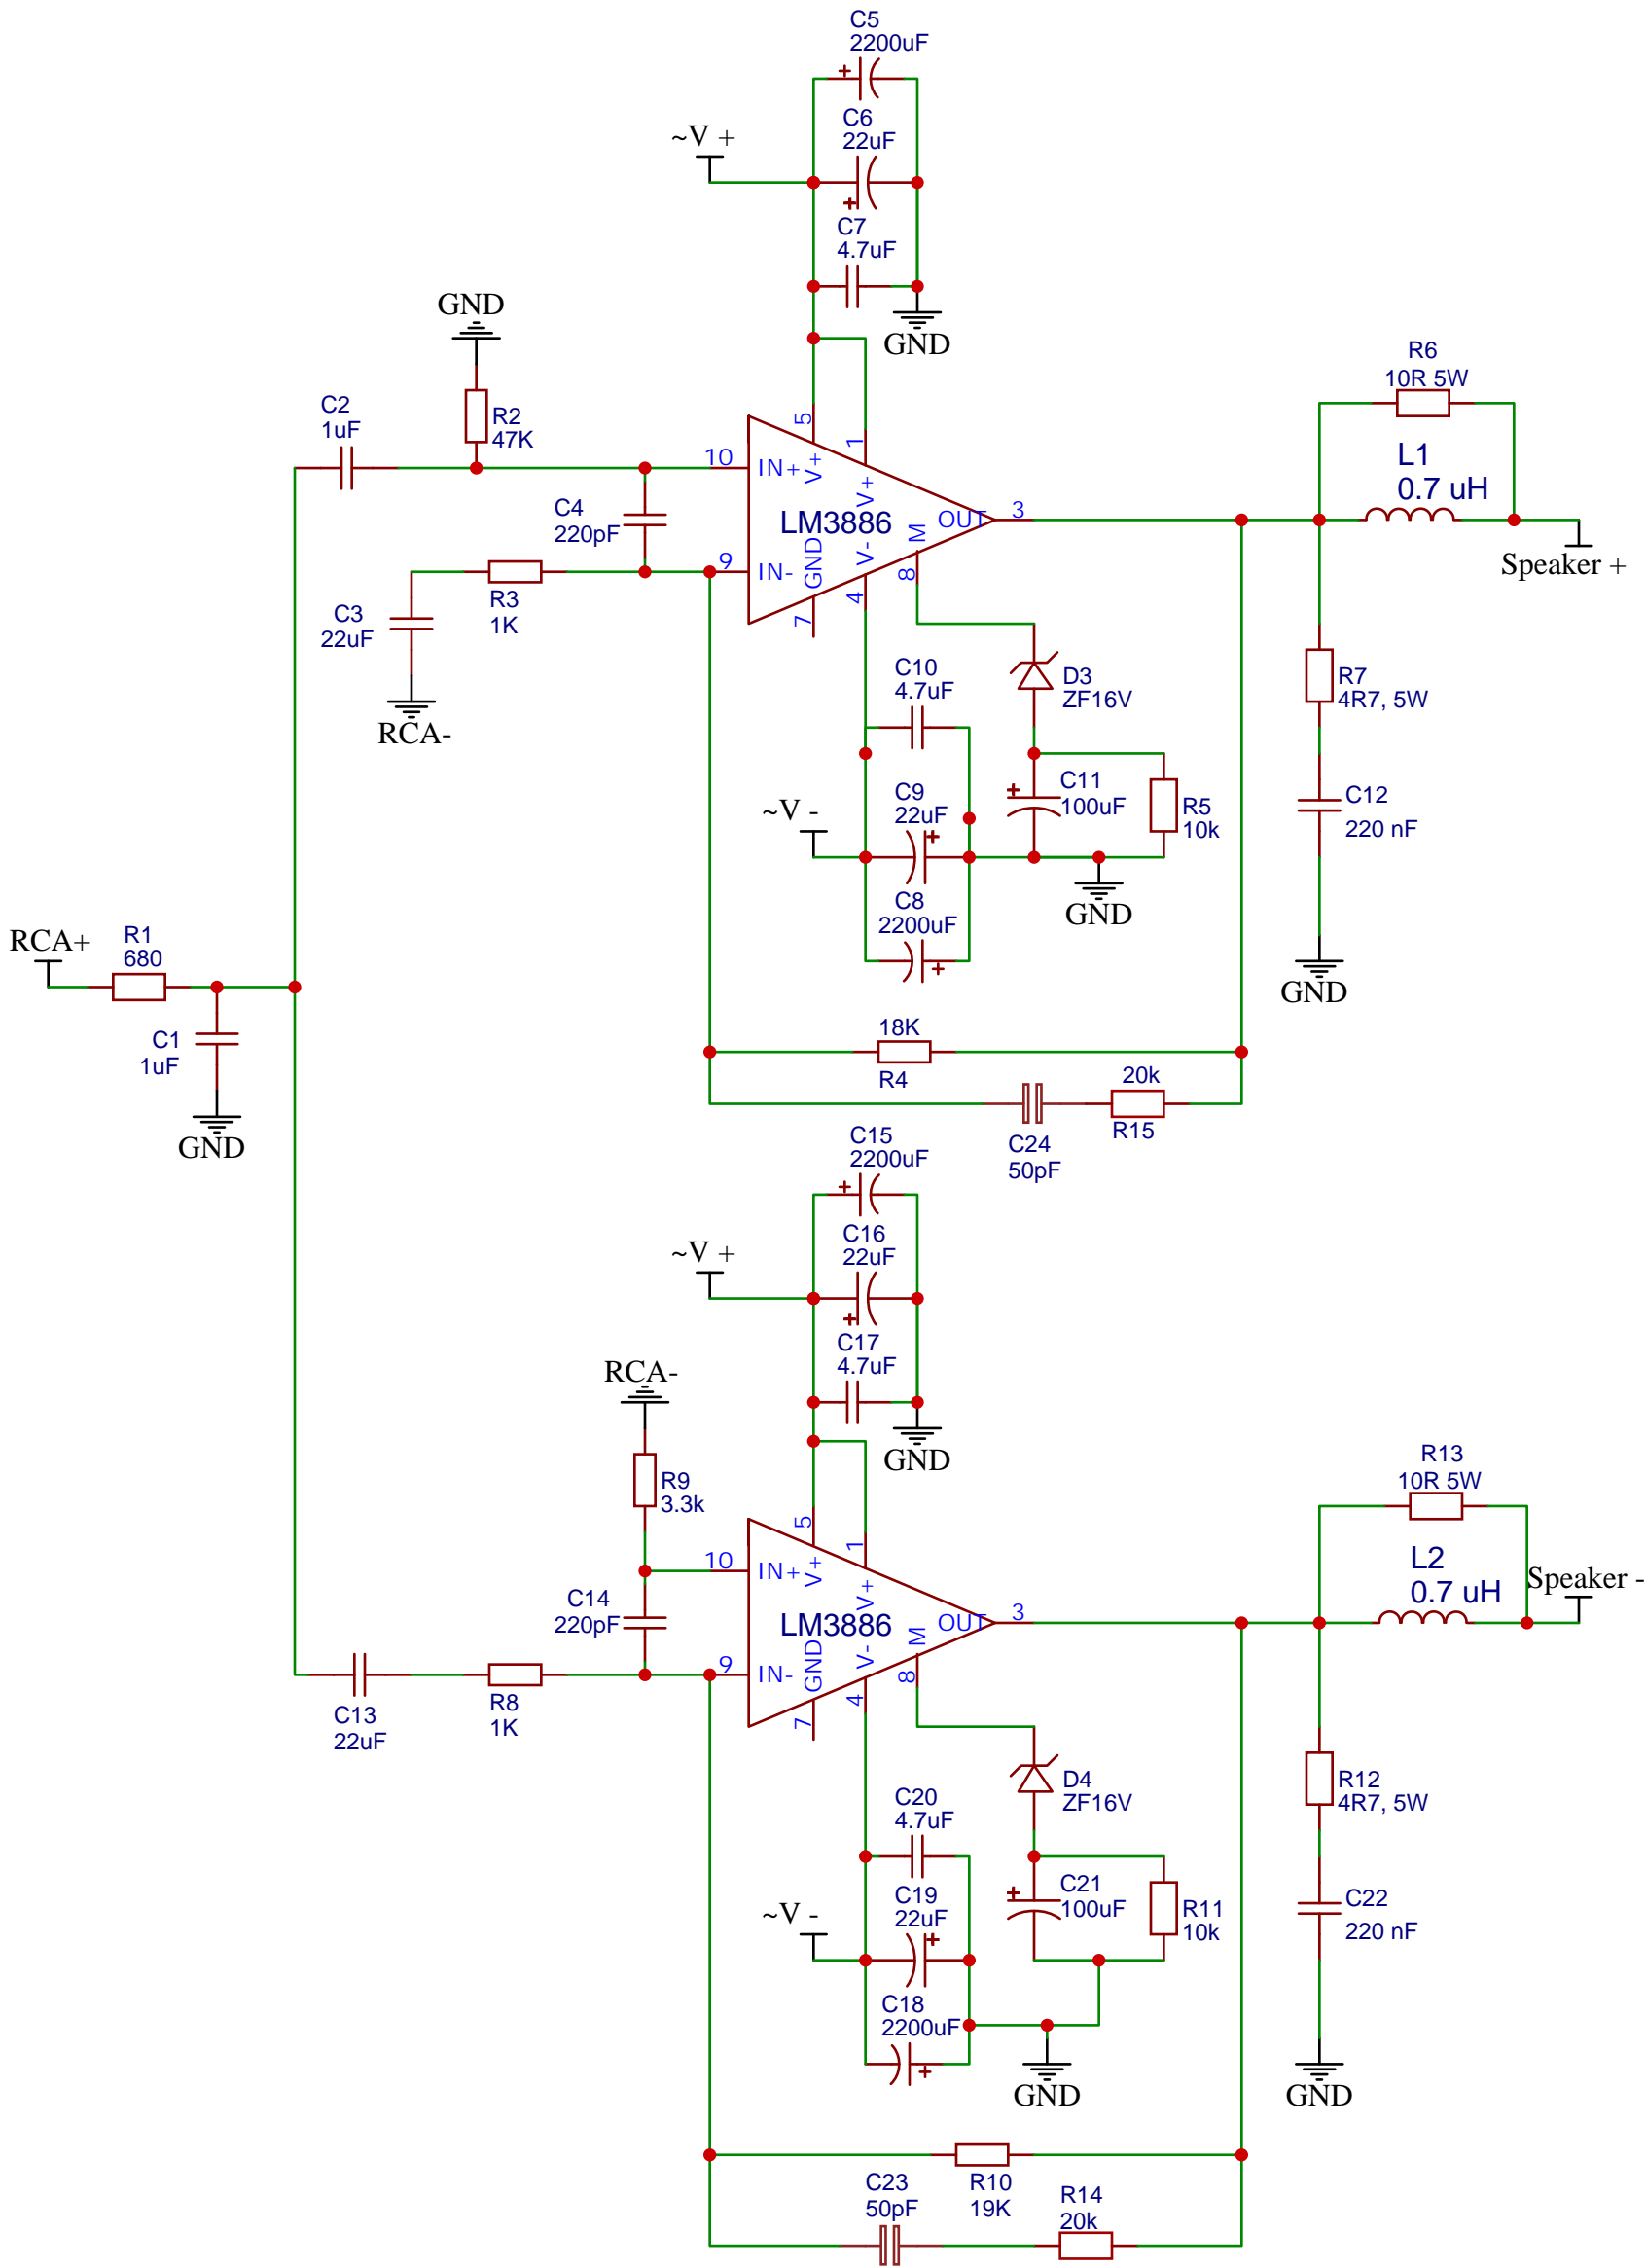 C5
2200uF
C6
22uF
~V +
C7
4.7uF
GND
GND
R6
10R 5W
C2
1uF
R2
47K
5
1
L1
0.7 uH
10
IN+
V+
V+
C4
220pF
LM3886
OUT
3
9
IN-
GND
V-
M
Speaker +
R3
1K
C3
22uF
7
4
8
RCA-
C10
4.7uF
D3
ZF16V
R7
4R7, 5W
~V -
C9
22uF
C11
100uF
R5
10k
C12
220 nF
C8
2200uF
GND
GND
RCA+
R1
680
C1
1uF
GND
18K
R4
20k
R15
C24
50pF
C15
2200uF
C16
22uF
~V +
C17
4.7uF
RCA-
GND
R9
3.3k
R13
10R 5W
5
1
L2
0.7 uH
Speaker -
10
IN+
V+
V+
C14
220pF
LM3886
OUT
3
9
IN-
GND
V-
M
R8
1K
C13
22uF
7
4
8
D4
ZF16V
R12
4R7, 5W
C20
4.7uF
~V -
C19
22uF
C21
100uF
R11
10k
C22
220 nF
C18
2200uF
GND
GND
C23
50pF
R10
19K
R14
20k